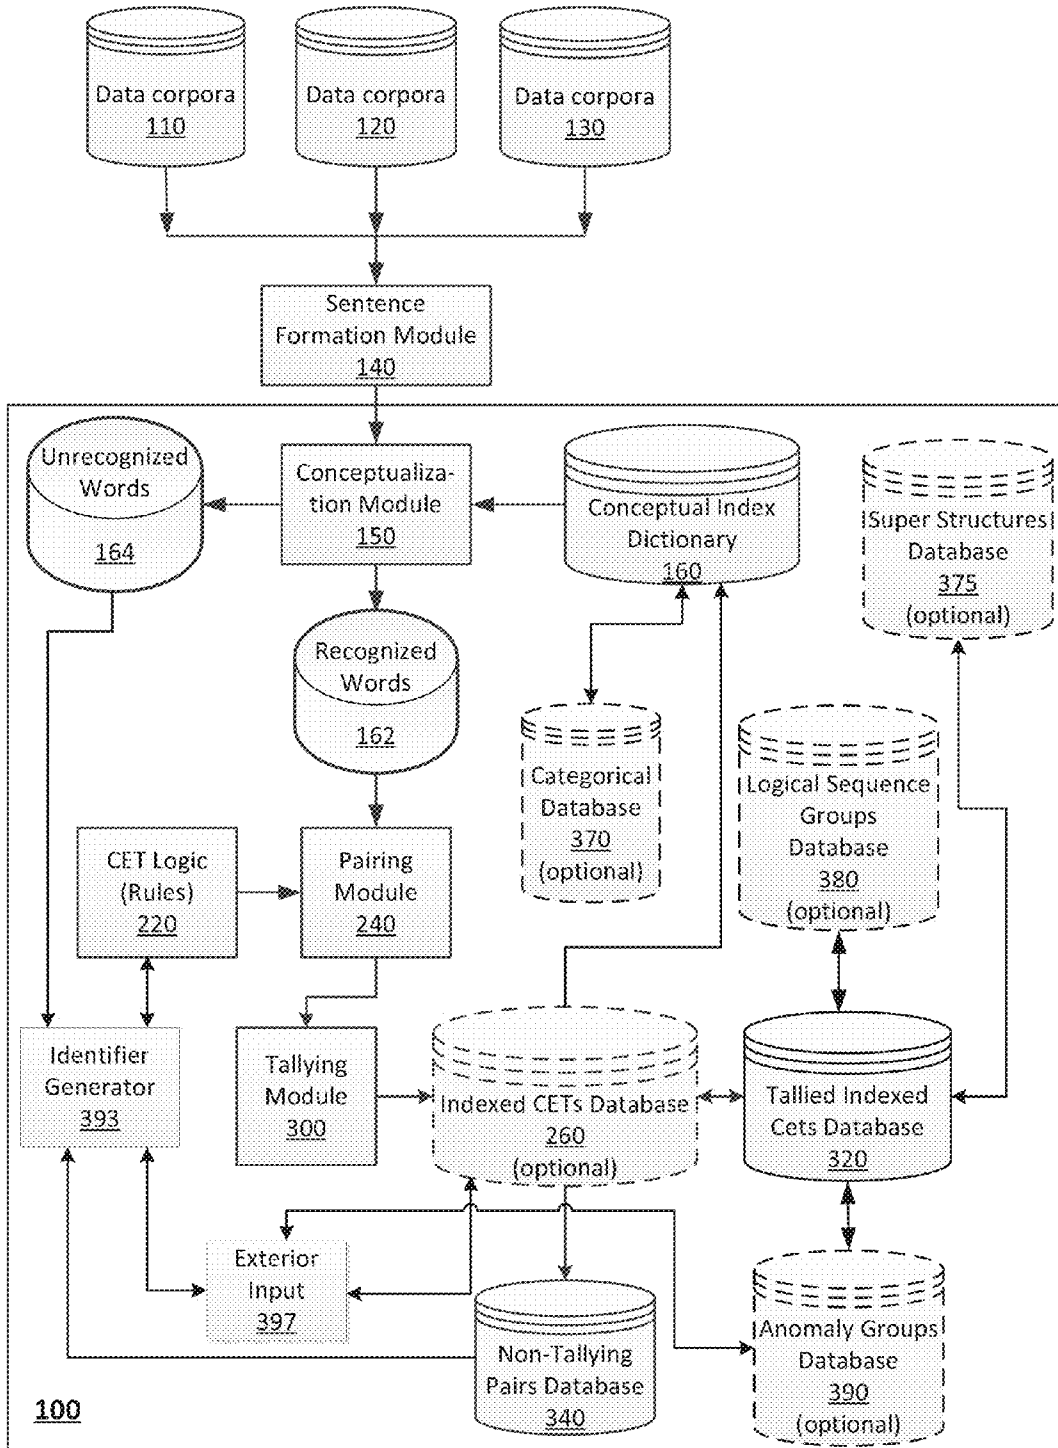 Data corpora
110
Data corpora
120
Data corpora
130
Sentence
Formation Module
140
Unrecognized
Words
164
Conceptualiza-
tion Module
150
Conceptual Index
Dictionary
160
Super Structures
Database
375
(optional)
Recognized
Words
162
Categorical
Database
370
(optional)
Logical Sequence
Groups
Database
380
(optional)
CET Logic
(Rules)
220
Pairing
Module
240
Identifier
Generator
393
Tallying
Module
300
Indexed CETs Database
260
(optional)
Tallied Indexed
Cets Database
320
Exterior
Input
397
Non-Tallying
Pairs Database
340
Anomaly Groups
Database
390
(optional)
100